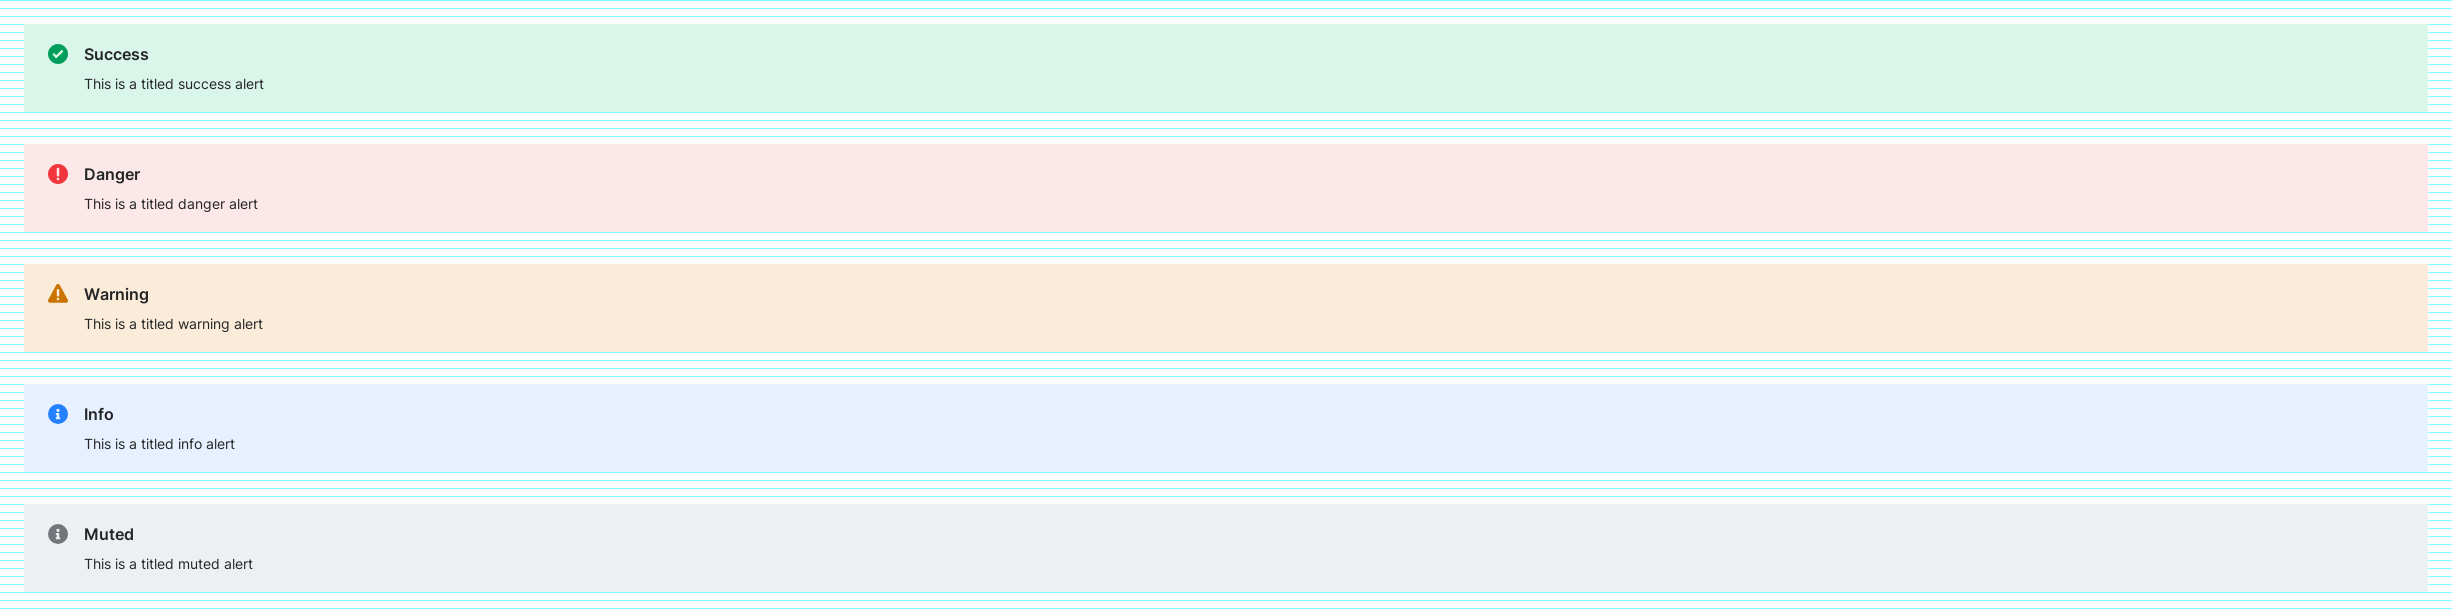 Success
This is a titled success alert
Danger
This is a titled danger alert
Warning
This is a titled warning alert
Info
This is a titled info alert
Muted
This is a titled muted alert